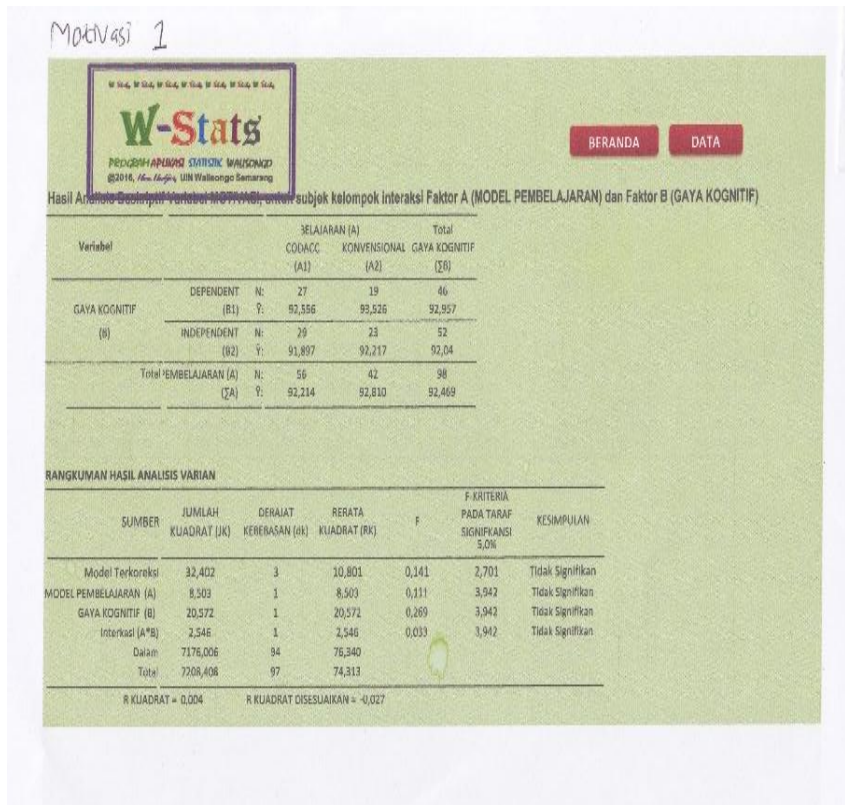 Motivasi 1
W-Stats
PROGRAM APLIKASI STATISTIK WALISONGO
@2016, UIN Walisongo Semarang
BERANDA DATA
Hasil Analisis Deskriptif Variabel MOTIVASI, untuk subjek kelompok interaksi Faktor A (MODEL PEMBELAJARAN) dan Faktor B (GAYA KOGNITIF)
Variabel BELAJARAN (A) Total
CODACC KONVENSIONAL GAYA KOGNITIF
(A1) (A2) (∑B)
DEPENDENT N: 27 19 46
GAYA KOGNITIF (B1) Ȳ: 92,556 93,526 92,957
(B) INDEPENDENT N: 29 23 52
(B2) Ȳ: 91,897 92,217 92,04
Total PEMBELAJARAN (A) N: 56 42 98
(∑A) Ȳ: 92,214 92,810 92,469
RANGKUMAN HASIL ANALISIS VARIAN
SUMBER JUMLAH KUADRAT (JK) DERAJAT KEBEBASAN (dk) RERATA KUADRAT (RK) F F-KRITERIA PADA TARAF SIGNIFKANSI 5,0% KESIMPULAN
Model Terkoreksi 32,402 3 10,801 0,141 2,701 Tidak Signifikan
MODEL PEMBELAJARAN (A) 8,503 1 8,503 0,111 3,942 Tidak Signifikan
GAYA KOGNITIF (B) 20,572 1 20,572 0,269 3,942 Tidak Signifikan
Interkasi (A*B) 2,546 1 2,546 0,033 3,942 Tidak Signifikan
Dalam 7176,006 94 76,340
Total 7208,408 97 74,313
R KUADRAT = 0,004 R KUADRAT DISESUAIKAN = -0,027